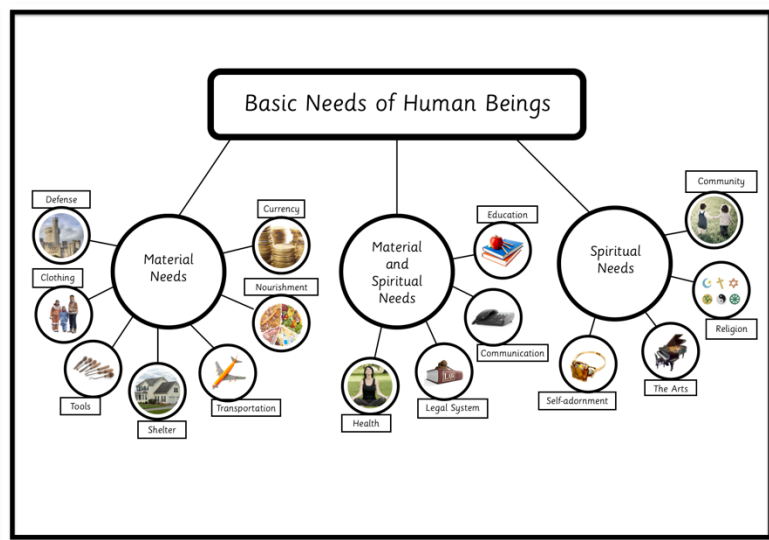 Basic Needs of Human Beings
Defense
Clothing
Tools
Shelter
Transportation
Nourishment
Currency
Material
Needs
Material
and
Spiritual
Needs
Education
Communication
Legal System
Health
Spiritual
Needs
Community
Religion
The Arts
Self-adornment